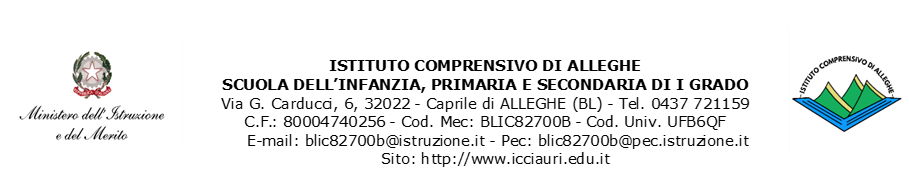 ISTITUTO COMPRENSIVO DI ALLEGHE
SCUOLA DELL'INFANZIA, PRIMARIA E SECONDARIA DI I GRADO
Via G. Carducci, 6, 32022 - Caprile di ALLEGHE (BL) - Tel. 0437 721159
C.F.: 80004740256 - Cod. Mec: BLIC82700B - Cod. Univ. UFB6QF
E-mail: blic82700b@istruzione.it - Pec: blic82700b@pec.istruzione.it
Sito: http://www.icciauri.edu.it
Ministero dell'Istruzione
e del Merito
ISTITUTO COMPRENSIVO DI ALLEGHE